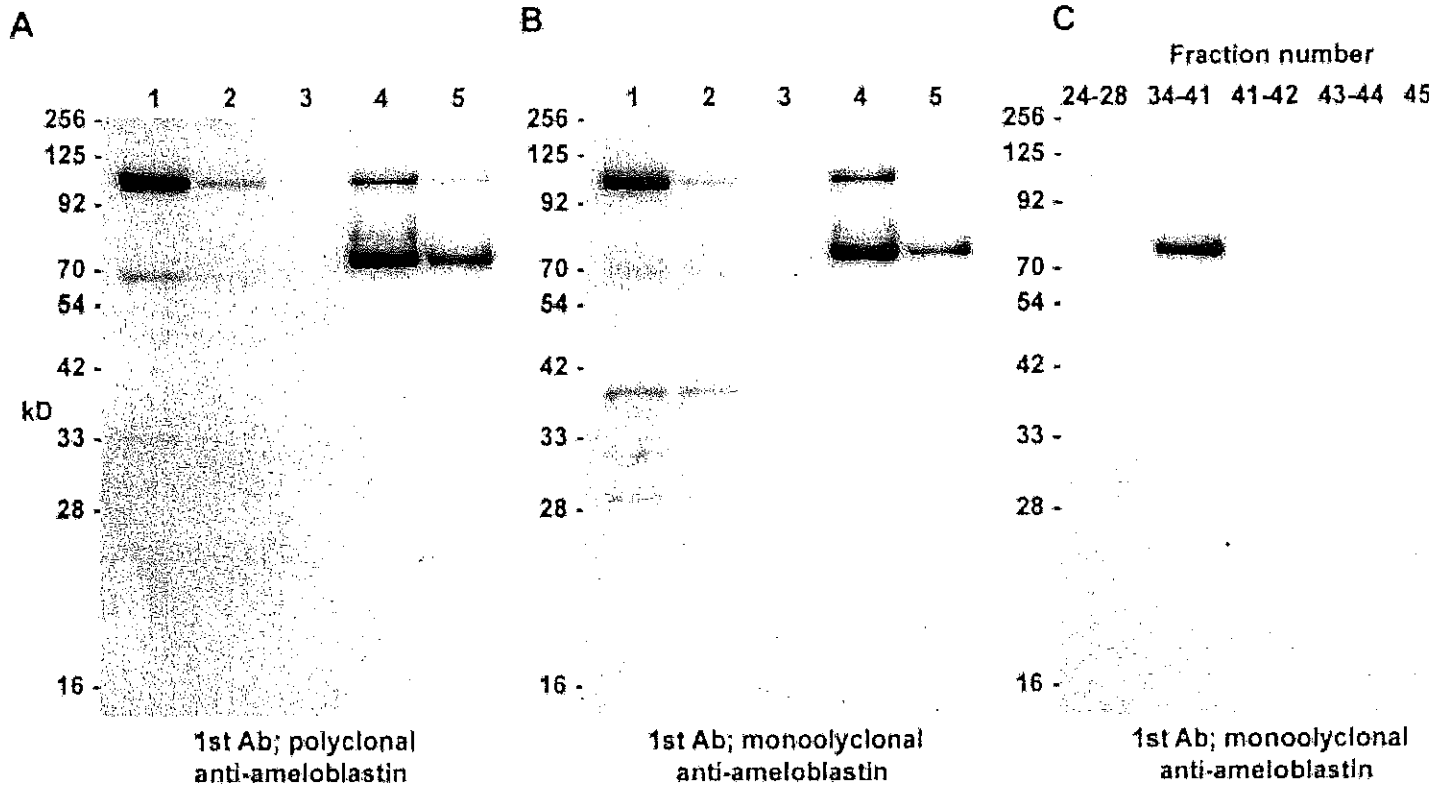 A
1 2 3 4 5
256 -
125 -
92 -
70 -
54 -
42 -
kD
33 -
28 -
16 -
1st Ab; polyclonal
anti-ameloblastin
B
1 2 3 4 5
256 -
125 -
92 -
70 -
54 -
42 -
33 -
28 -
16 -
1st Ab; monoolyclonal
anti-ameloblastin
C
Fraction number
24-28 34-41 41-42 43-44 45
256 -
125 -
92 -
70 -
54 -
42 -
33 -
28 -
16 -
1st Ab; monoolyclonal
anti-ameloblastin